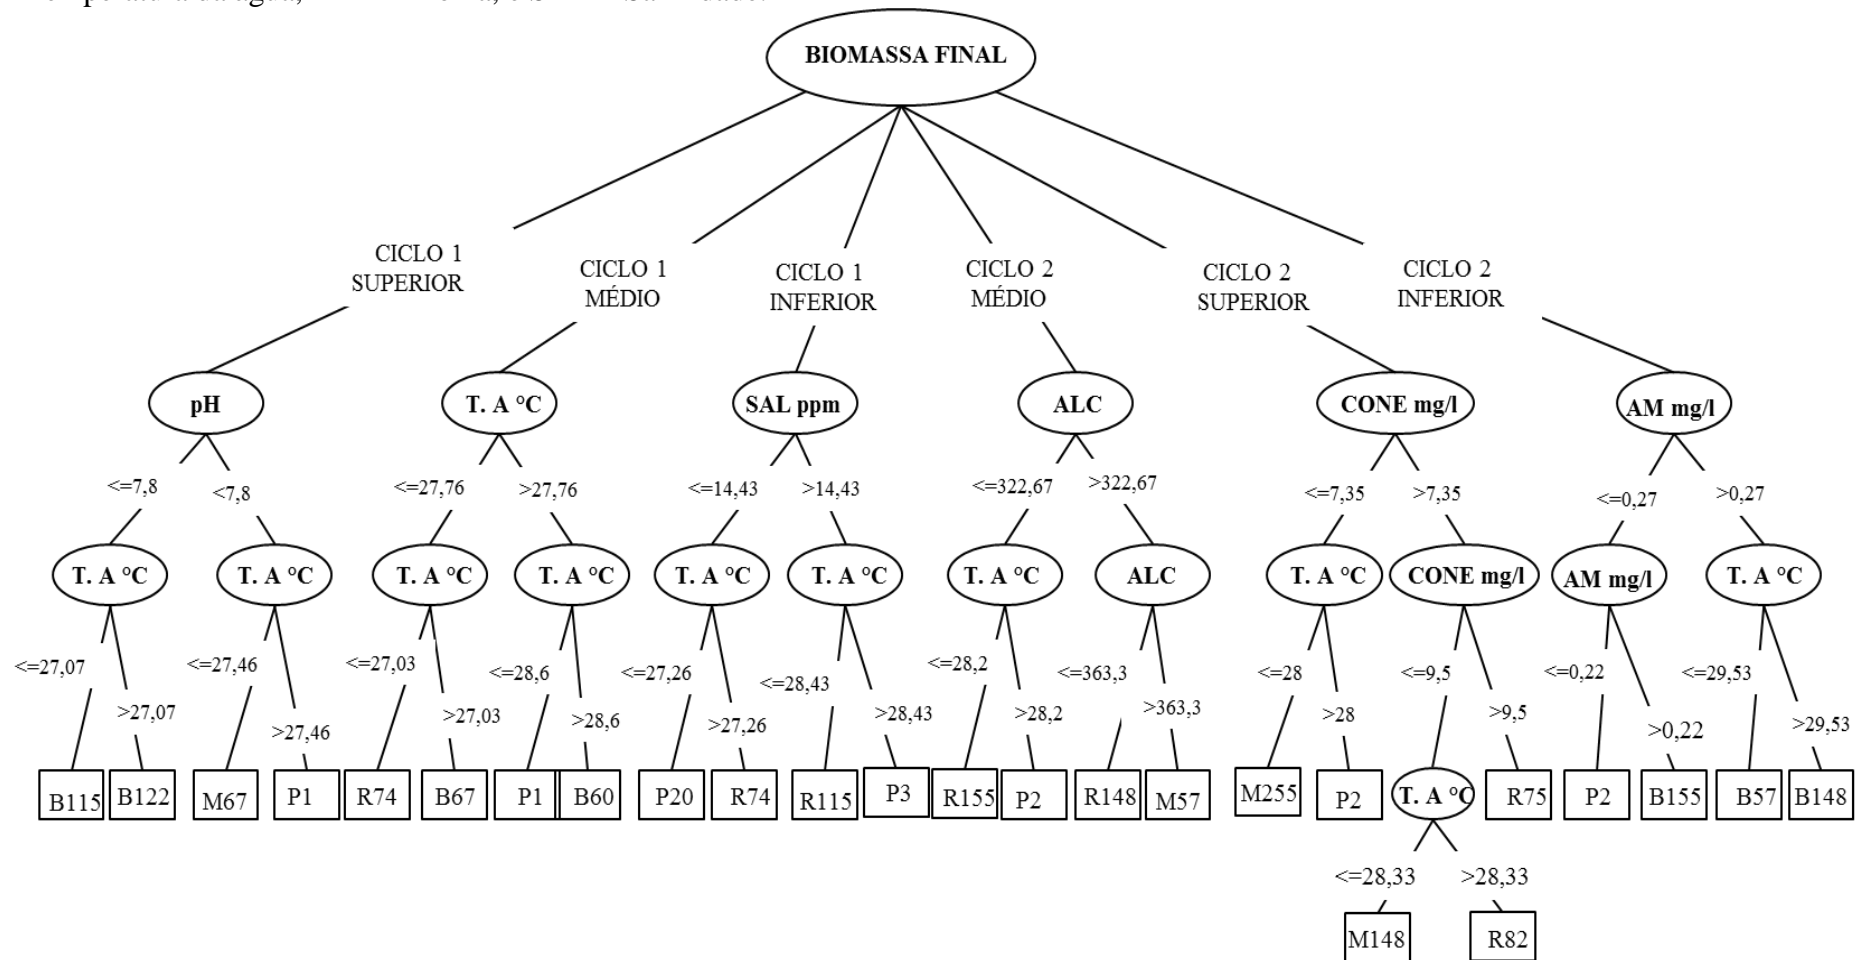 BIOMASSA FINAL
CICLO 1
SUPERIOR
CICLO 1
MÉDIO
CICLO 1
INFERIOR
CICLO 2
MÉDIO
CICLO 2
SUPERIOR
CICLO 2
INFERIOR
pH
T. A °C
SAL ppm
ALC
CONE mg/l
AM mg/l
<=7,8
<7,8
<=27,76
>27,76
<=14,43
>14,43
<=322,67
>322,67
<=7,35
>7,35
<=0,27
>0,27
T. A °C
T. A °C
T. A °C
T. A °C
T. A °C
T. A °C
T. A °C
ALC
T. A °C
CONE mg/l
AM mg/l
T. A °C
<=27,07
>27,07
<=27,46
>27,46
<=27,03
>27,03
<=28,6
>28,6
<=27,26
>27,26
<=28,43
>28,43
<=28,2
>28,2
<=363,3
>363,3
<=28
>28
<=9,5
>9,5
<=0,22
>0,22
<=29,53
>29,53
B115
B122
M67
P1
R74
B67
P1
B60
P20
R74
R115
P3
R155
P2
R148
M57
M255
P2
T. A °C
R75
P2
B155
B57
B148
<=28,33
>28,33
M148
R82